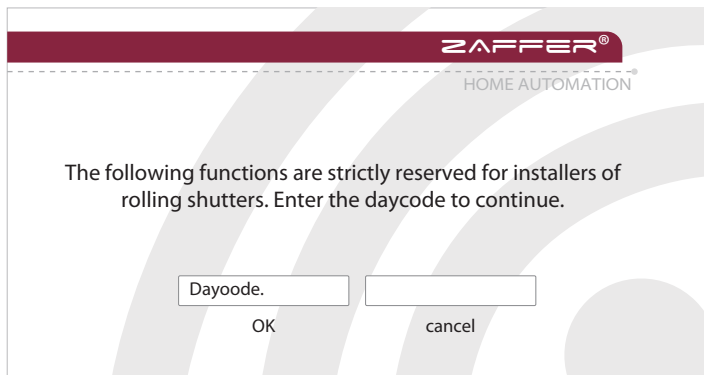 ZAFFER®
HOME AUTOMATION
The following functions are strictly reserved for installers of
rolling shutters. Enter the daycode to continue.
Dayoode.
OK cancel